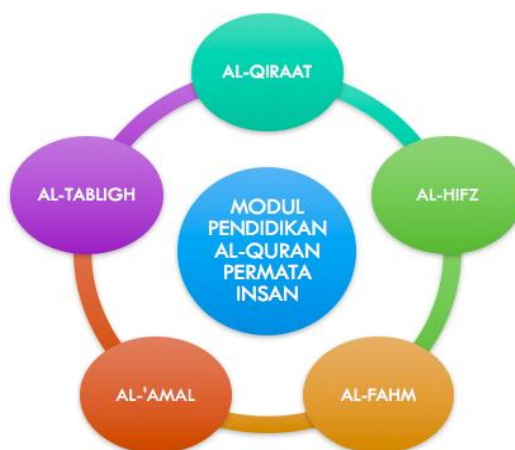 AL-QIRAAT
AL-TABLIGH
AL-HIFZ
MODUL
PENDIDIKAN
AL-QURAN
PERMATA
INSAN
AL-'AMAL
AL-FAHM